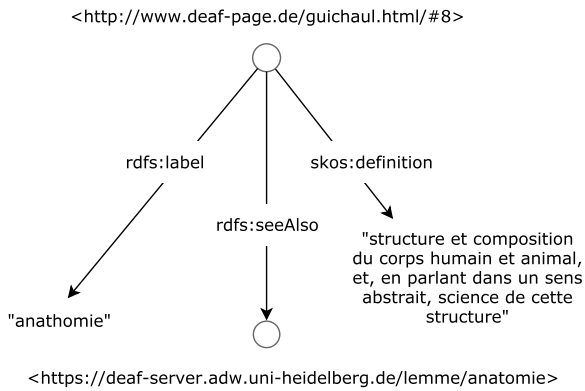 <http://www.deaf-page.de/guichaul.html/#8>
rdfs:label
skos:definition
rdfs:seeAlso
"structure et composition
du corps humain et animal,
et, en parlant dans un sens
abstrait, science de cette
structure"
"anathomie"
<https://deaf-server.adw.uni-heidelberg.de/lemme/anatomie>